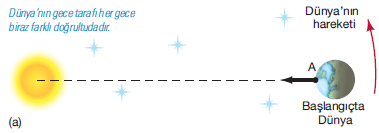 Dünya'nın gece tarafı her gece
biraz farklı doğrultudadır.
Dünya'nın
hareketi
A
Başlangıçta
Dünya
(a)